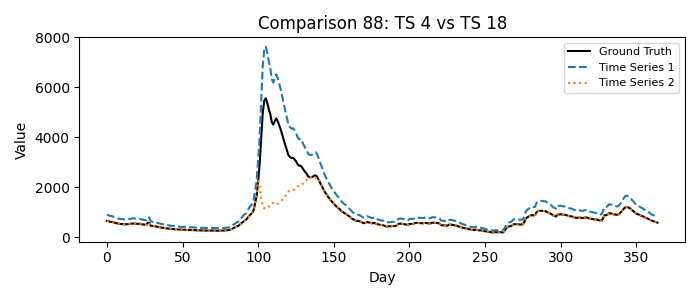 Comparison 88: TS 4 vs TS 18
Ground Truth
Time Series 1
Time Series 2
Value
8000
6000
4000
2000
0
0 50 100 150 200 250 300 350
Day